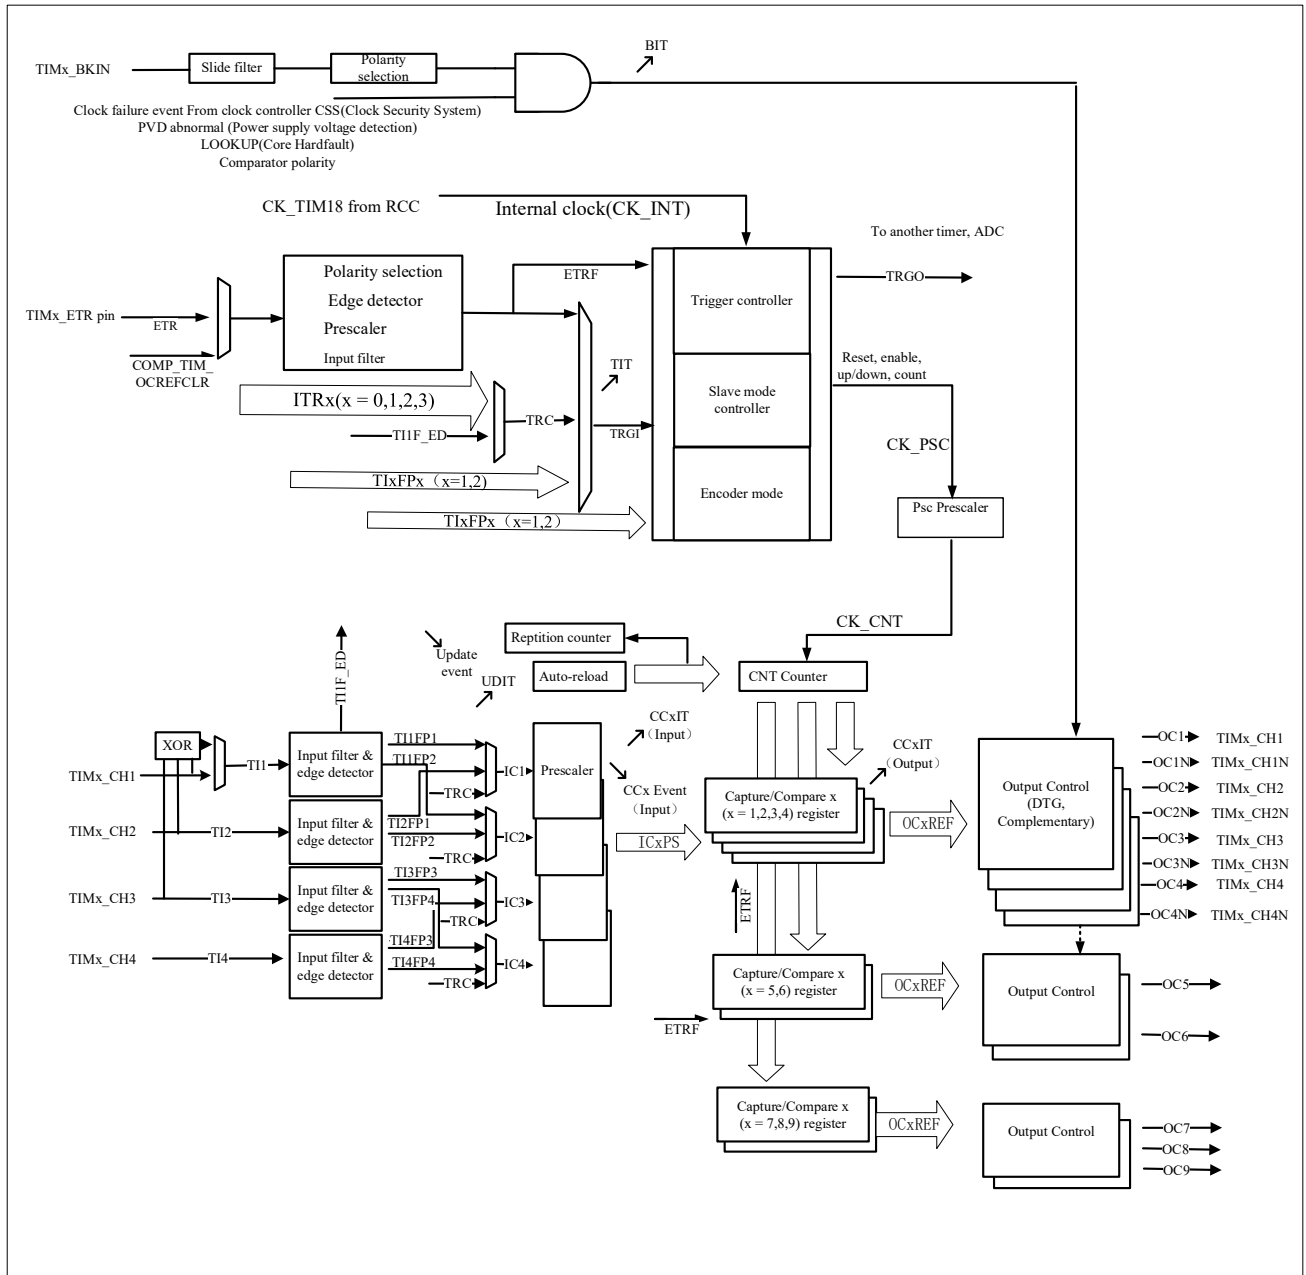 TIMx_BKIN
Slide filter
Polarity
selection
BIT
Clock failure event From clock controller CSS(Clock Security System)
PVD abnormal (Power supply voltage detection)
LOOKUP(Core Hardfault)
Comparator polarity
CK_TIM18 from RCC
Internal clock(CK_INT)
To another timer, ADC
TIMx_ETR pin
ETR
COMP_TIM_
OCREFCLR
Polarity selection
Edge detector
Prescaler
Input filter
ETRF
Trigger controller
TRGO
ITRx(x = 0,1,2,3)
TI1F_ED
TRC
TIT
TRGI
Slave mode
controller
Reset, enable,
up/down, count
CK_PSC
TIxFPx（x=1,2)
TIxFPx（x=1,2）
Encoder mode
Psc Prescaler
CK_CNT
TI1F_ED
Update
event
UDIT
Reptition counter
Auto-reload
CNT Counter
XOR
TIMx_CH1
TI1
Input filter &
edge detector
TI1FP1
TI1FP2
TRC
IC1
Prescaler
CCxIT
（Input)
CCx Event
(Input)
CCxIT
（Output)
TIMx_CH2
TI2
Input filter &
edge detector
TI2FP1
TI2FP2
TRC
IC2
ICxPS
Capture/Compare x
(x = 1,2,3,4) register
OCxREF
Output Control
(DTG,
Complementary)
OC1
TIMx_CH1
OC1N
TIMx_CH1N
OC2
TIMx_CH2
OC2N
TIMx_CH2N
OC3
TIMx_CH3
OC3N
TIMx_CH3N
OC4
TIMx_CH4
OC4N
TIMx_CH4N
TIMx_CH3
TI3
Input filter &
edge detector
TI3FP3
TI3FP4
TRC
IC3
ETRF
TIMx_CH4
TI4
Input filter &
edge detector
TI4FP3
TI4FP4
TRC
IC4
Capture/Compare x
(x = 5,6) register
OCxREF
Output Control
OC5
OC6
ETRF
Capture/Compare x
(x = 7,8,9) register
OCxREF
Output Control
OC7
OC8
OC9